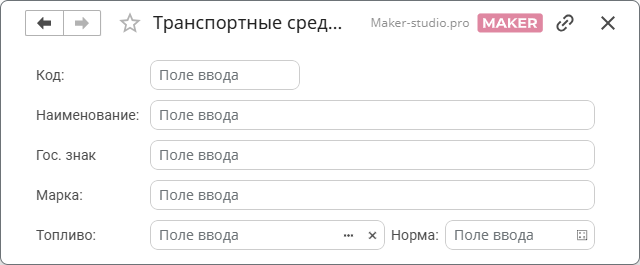 Транспортные сред... Maker-studio.pro MAKER
Код: Поле ввода
Наименование: Поле ввода
Гос. знак Поле ввода
Марка: Поле ввода
Топливо: Поле ввода Норма: Поле ввода